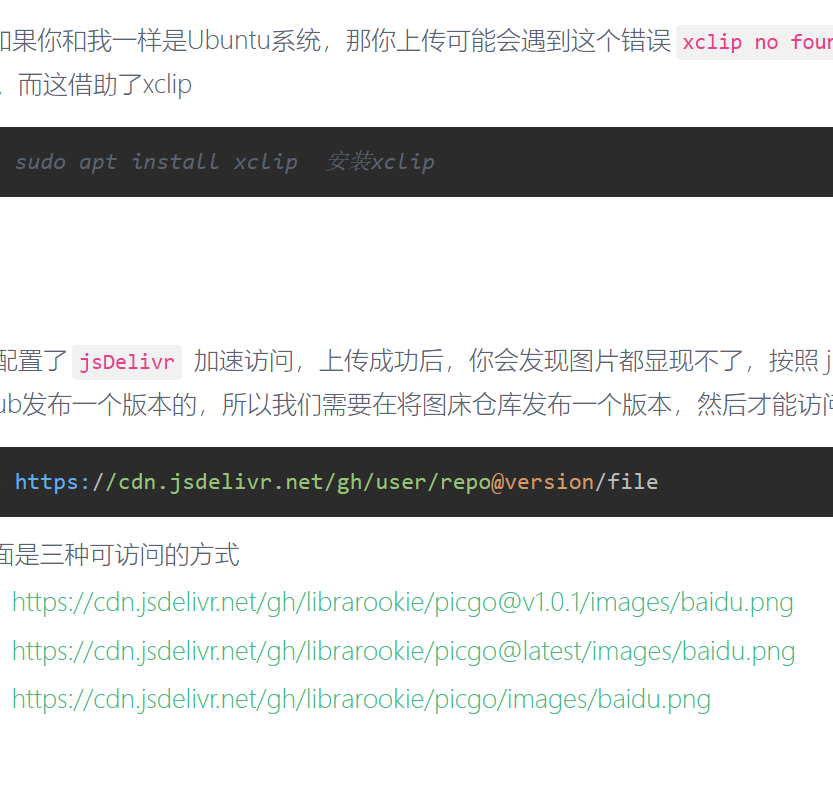 如果你和我一样是Ubuntu系统，那你上传可能会遇到这个错误 xclip no
，而这借助了xclip
sudo apt install xclip 安装xclip
配置了 jsDelivr 加速访问，上传成功后，你会发现图片都显现不了，按照
ub发布一个版本的，所以我们需要在将图床仓库发布一个版本，然后才能访问
https://cdn.jsdelivr.net/gh/user/repo@version/file
面是三种可访问的方式
https://cdn.jsdelivr.net/gh/librarookie/picgo@v1.0.1/images/baidu.png
https://cdn.jsdelivr.net/gh/librarookie/picgo@latest/images/baidu.png
https://cdn.jsdelivr.net/gh/librarookie/picgo/images/baidu.png